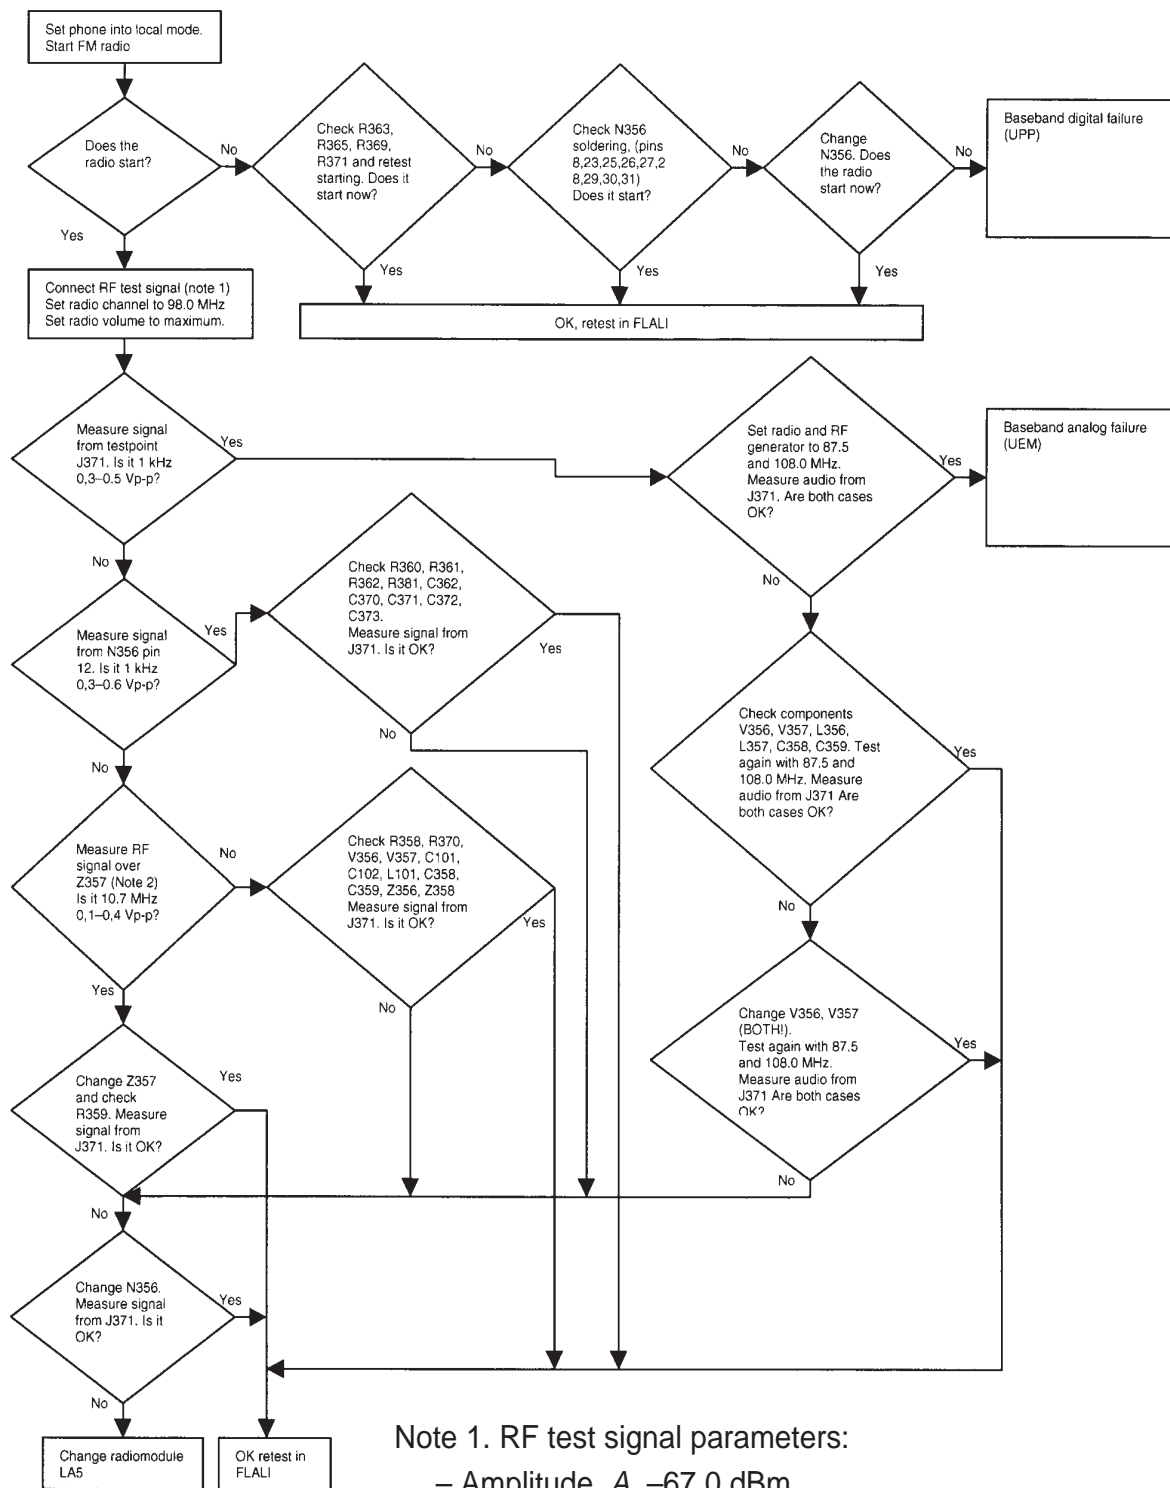 Set phone into local mode.
Start FM radio
Does the
radio start?
No
Check R363,
R365, R369,
R371 and retest
starting. Does it
start now?
No
Check N356
soldering, (pins
8,23,25,26,27,2
8,29,30,31)
Does it start?
No
Change
N356. Does
the radio
start now?
No
Baseband digital failure
(UPP)
Yes
Yes
Yes
Yes
Connect RF test signal (note 1)
Set radio channel to 98.0 MHz
Set radio volume to maximum.
OK, retest in FLALI
Measure signal
from testpoint
J371. Is it 1 kHz
0,3–0.5 Vp-p?
Yes
Set radio and RF
generator to 87.5
and 108.0 MHz.
Measure audio from
J371. Are both cases
OK?
Yes
Baseband analog failure
(UEM)
No
No
Measure signal
from N356 pin
12. Is it 1 kHz
0,3–0.6 Vp-p?
Yes
Check R360, R361,
R362, R381, C362,
C370, C371, C372,
C373.
Measure signal from
J371. Is it OK?
Yes
No
No
Check components
V356, V357, L356,
L357, C358, C359. Test
again with 87.5 and
108.0 MHz. Measure
audio from J371 Are
both cases OK?
Yes
No
Measure RF
signal over
Z357 (Note 2)
Is it 10.7 MHz
0,1–0,4 Vp-p?
No
Check R358, R370,
V356, V357, C101,
C102, L101, C358,
C359, Z356, Z358
Measure signal from
J371. Is it OK?
Yes
No
Yes
Change V356, V357
(BOTH!).
Test again with 87.5
and 108.0 MHz.
Measure audio from
J371 Are both cases
OK?
Yes
No
Change Z357
and check
R359. Measure
signal from
J371. Is it OK?
Yes
No
Change N356.
Measure signal
from J371. Is it
OK?
Yes
No
Change radiomodule
LA5
OK retest in
FLALI
Note 1. RF test signal parameters:
– Amplitude, A, –67.0 dBm